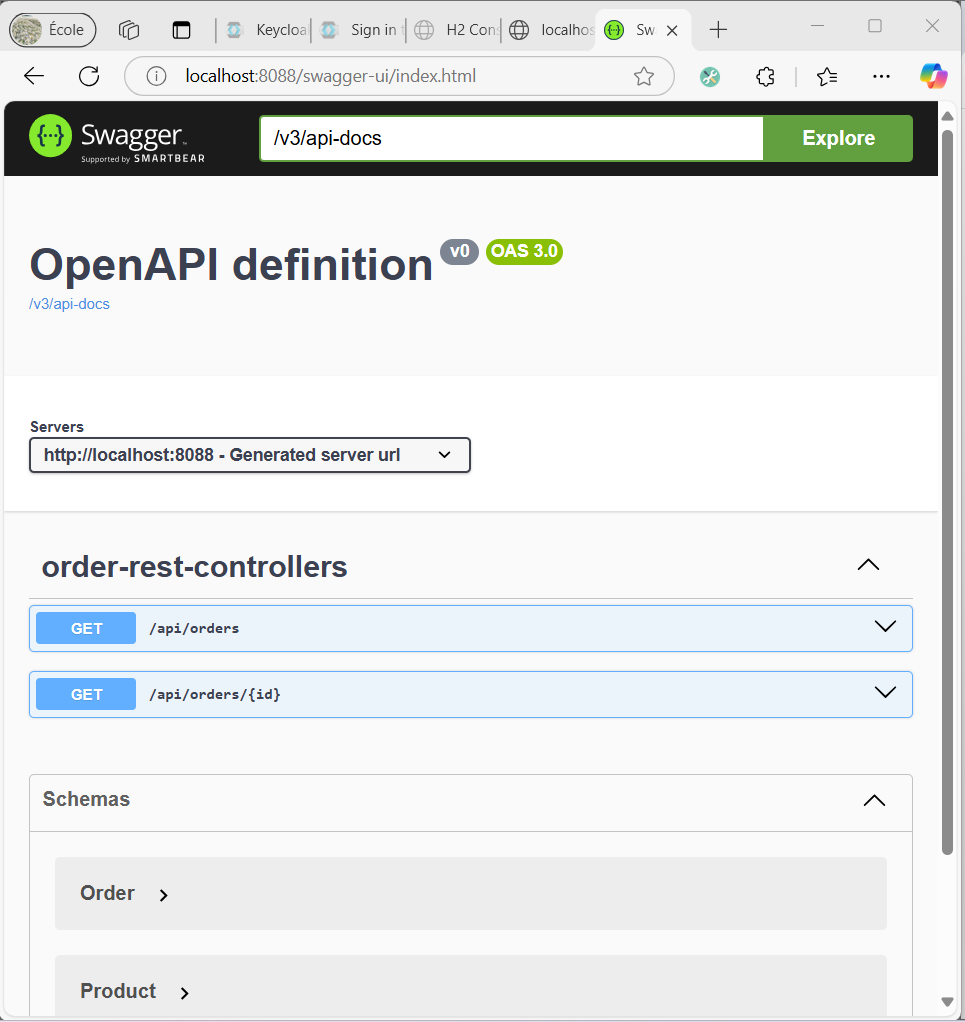 École
Keycloa
Sign in t
H2 Con
localhos
Sw
localhost:8088/swagger-ui/index.html
Swagger
Supported by SMARTBEAR
/v3/api-docs
Explore
OpenAPI definition v0 OAS 3.0
/v3/api-docs
Servers
http://localhost:8088 - Generated server url
order-rest-controllers
GET /api/orders
GET /api/orders/{id}
Schemas
Order
Product